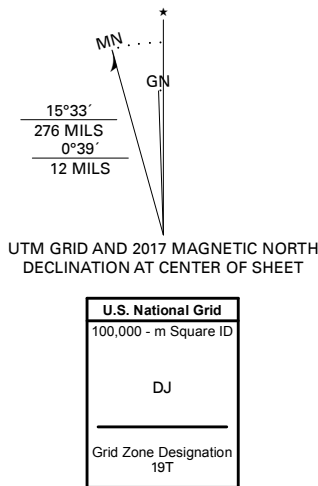 ★
MN
GN
15°33´
276 MILS
0°39´
12 MILS
UTM GRID AND 2017 MAGNETIC NORTH
DECLINATION AT CENTER OF SHEET
U.S. National Grid
100,000 - m Square ID
DJ
Grid Zone Designation
19T